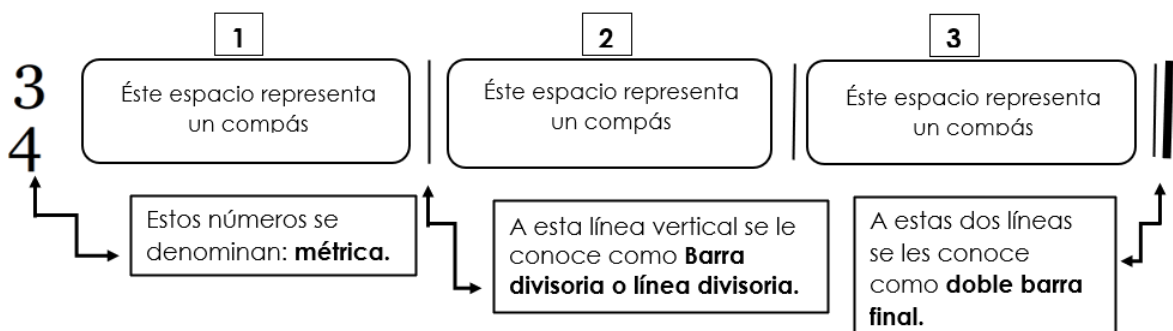 1
2
3
3
4
Éste espacio representa
un compás
Éste espacio representa
un compás
Éste espacio representa
un compás
Estos números se
denominan: métrica.
A esta línea vertical se le
conoce como Barra
divisoria o línea divisoria.
A estas dos líneas
se les conoce
como doble barra
final.